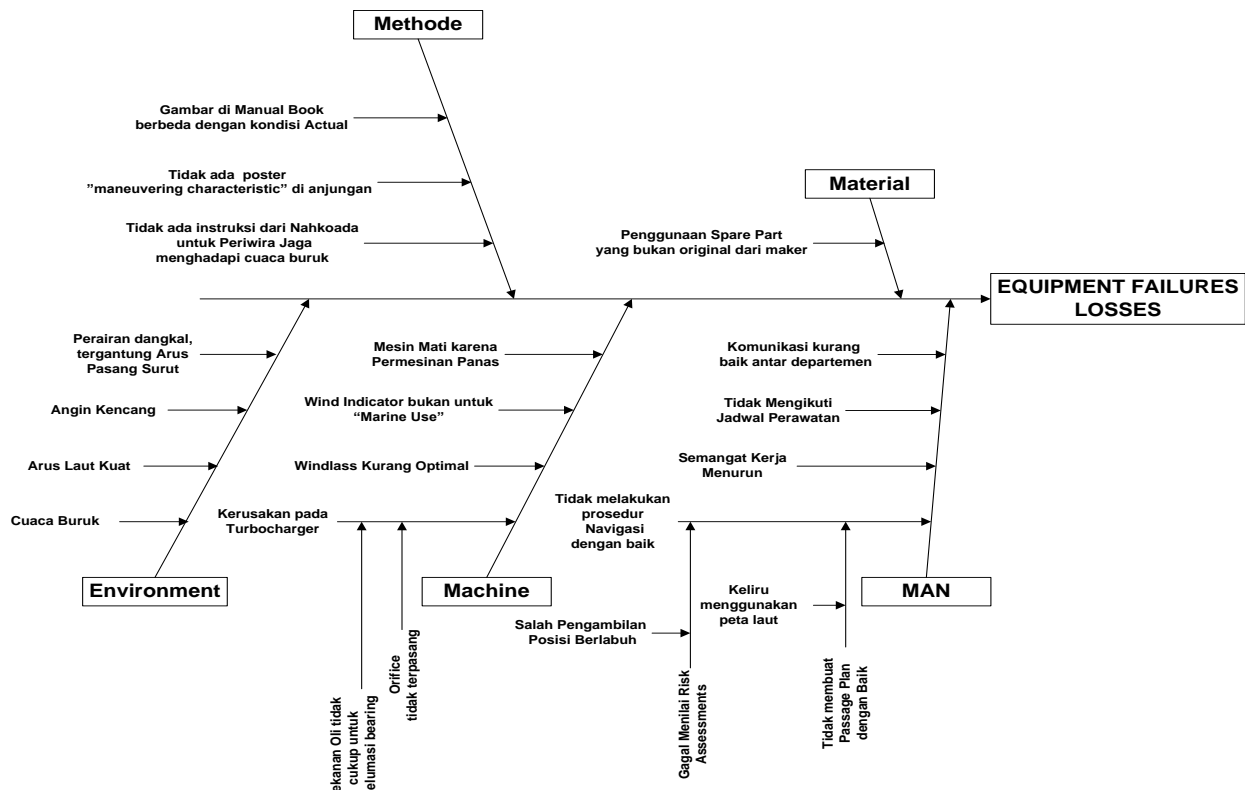 Methode
Gambar di Manual Book
berbeda dengan kondisi Actual
Tidak ada poster
”maneuvering characteristic” di anjungan
Tidak ada instruksi dari Nahkoada
untuk Periwira Jaga
menghadapi cuaca buruk
Material
Penggunaan Spare Part
yang bukan original dari maker
EQUIPMENT FAILURES
LOSSES
Perairan dangkal,
tergantung Arus
Pasang Surut
Angin Kencang
Arus Laut Kuat
Cuaca Buruk
Environment
Mesin Mati karena
Permesinan Panas
Wind Indicator bukan untuk
“Marine Use”
Windlass Kurang Optimal
Kerusakan pada
Turbocharger
Machine
Orifice
tidak terpasang
ekanan Oli tidak
cukup untuk
elumasi bearing
Komunikasi kurang
baik antar departemen
Tidak Mengikuti
Jadwal Perawatan
Semangat Kerja
Menurun
Tidak melakukan
prosedur
Navigasi
dengan baik
MAN
Salah Pengambilan
Posisi Berlabuh
Gagal Menilai Risk
Assessments
Keliru
menggunakan
peta laut
Tidak membuat
Passage Plan
dengan Baik